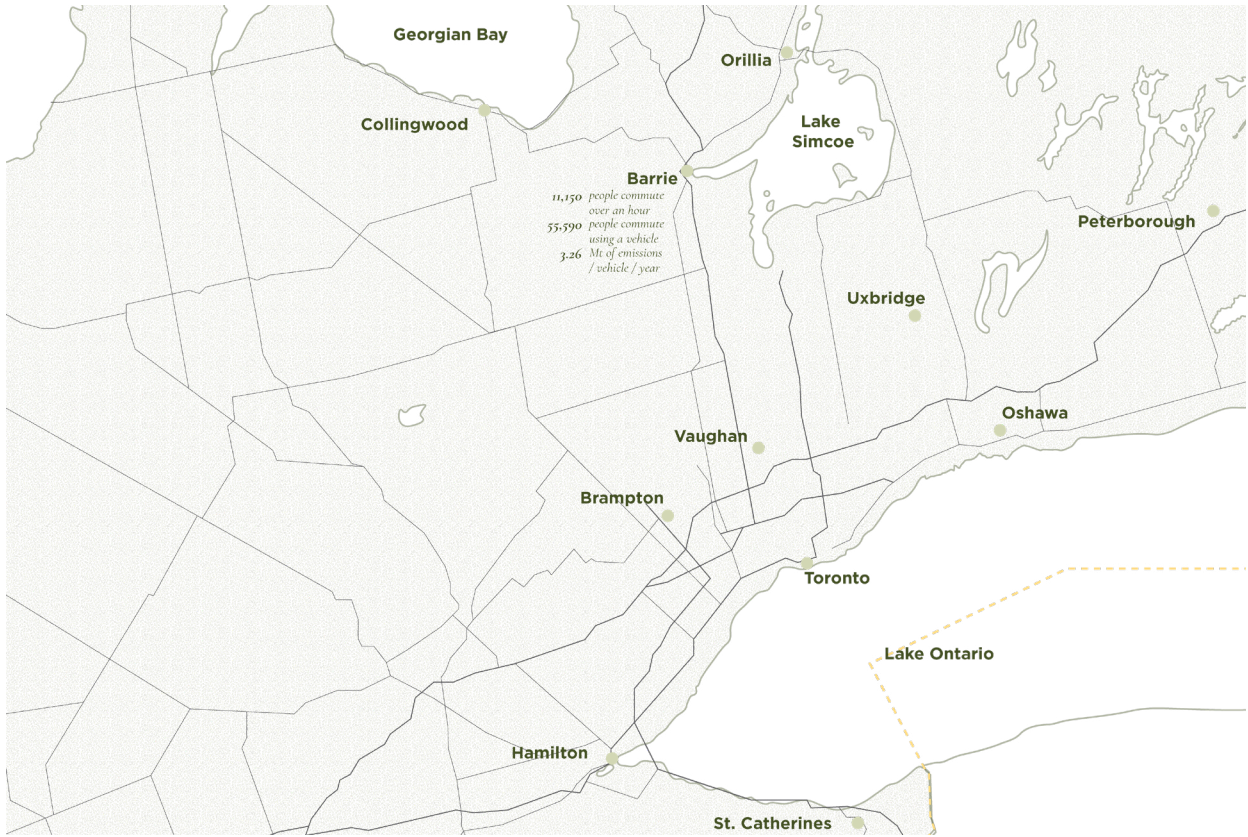 Georgian Bay
Orillia
Collingwood
Lake
Simcoe
Barrie
11,150 people commute
over an hour
55,590 people commute
using a vehicle
3.26 Mt of emissions
/ vehicle / year
Peterborough
Uxbridge
Oshawa
Vaughan
Brampton
Toronto
Lake Ontario
Hamilton
St. Catherines